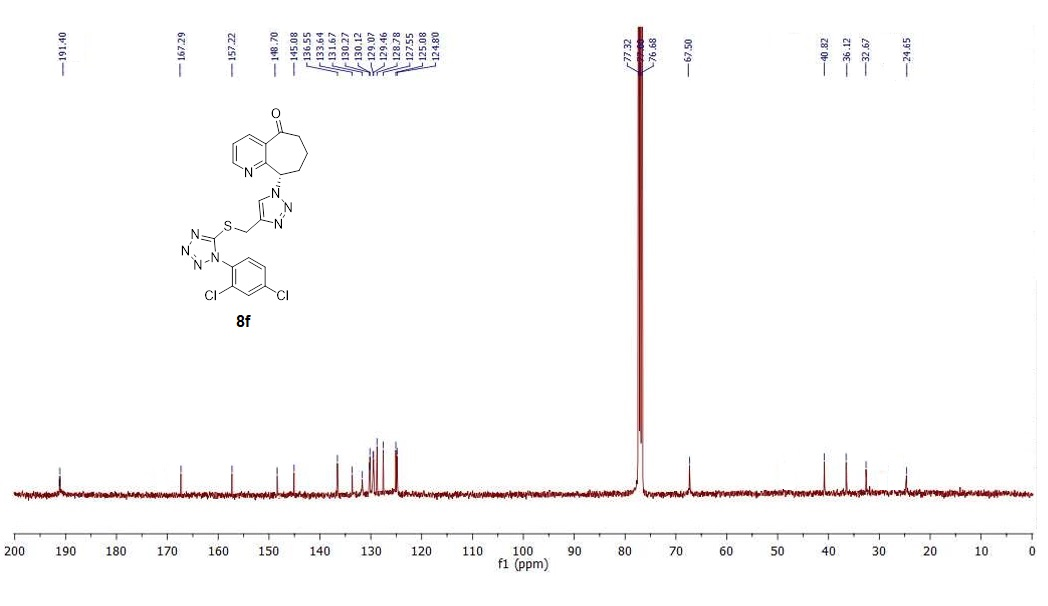 191.40
167.29
157.22
148.70
145.08
136.55
133.64
131.67
130.27
130.12
129.07
129.46
128.78
127.55
125.08
124.80
77.32
77.00
76.68
67.50
40.82
36.12
32.67
24.65
O
N
N
N
N
S
N
N
N
N
Cl
Cl
8f
200 190 180 170 160 150 140 130 120 110 100 90 80 70 60 50 40 30 20 10 0
f1 (ppm)